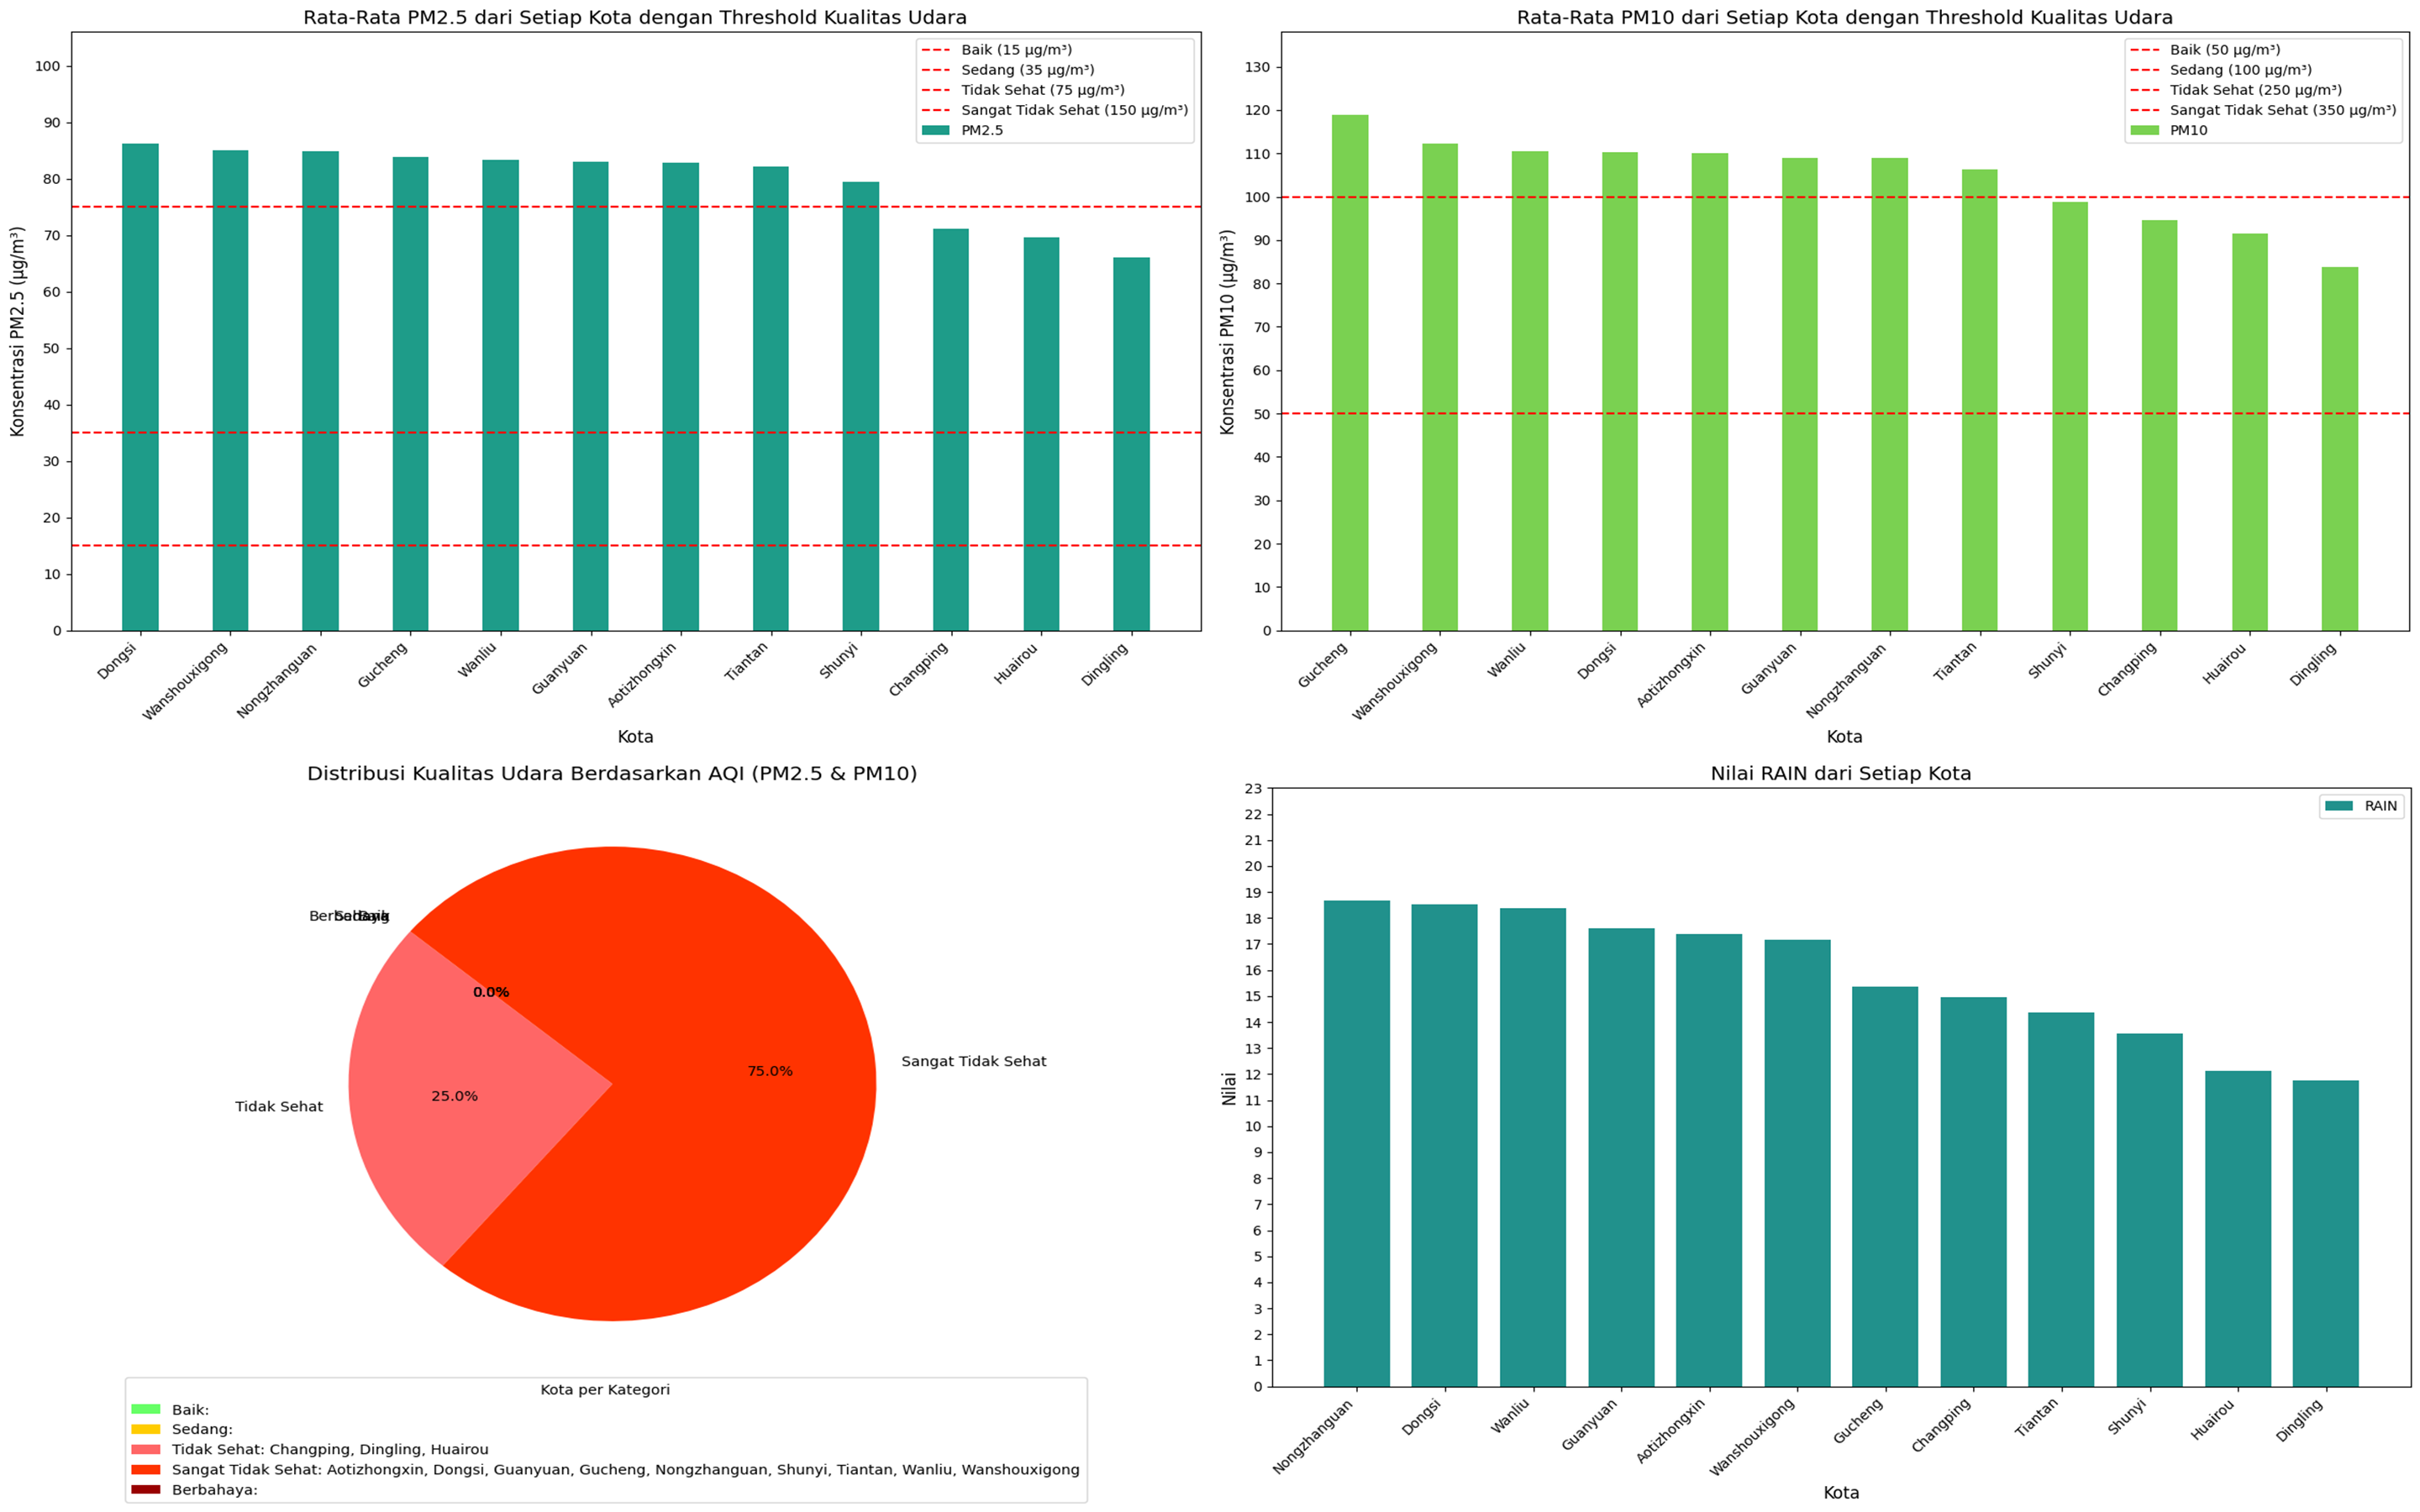 Rata-Rata PM2.5 dari Setiap Kota dengan Threshold Kualitas Udara
Baik (15 µg/m³)
Sedang (35 µg/m³)
Tidak Sehat (75 µg/m³)
Sangat Tidak Sehat (150 µg/m³)
PM2.5
Konsentrasi PM2.5 (µg/m³)
100
90
80
70
60
50
40
30
20
10
0
Dongsi
Wanshouxigong
Nongzhanguan
Gucheng
Wanliu
Guanyuan
Aotizhongxin
Tiantan
Shunyi
Changping
Huairou
Dingling
Kota
Rata-Rata PM10 dari Setiap Kota dengan Threshold Kualitas Udara
Baik (50 µg/m³)
Sedang (100 µg/m³)
Tidak Sehat (250 µg/m³)
Sangat Tidak Sehat (350 µg/m³)
PM10
Konsentrasi PM10 (µg/m³)
130
120
110
100
90
80
70
60
50
40
30
20
10
0
Gucheng
Wanshouxigong
Wanliu
Dongsi
Aotizhongxin
Guanyuan
Nongzhanguan
Tiantan
Shunyi
Changping
Huairou
Dingling
Kota
Distribusi Kualitas Udara Berdasarkan AQI (PM2.5 & PM10)
0.0%
75.0%
Sangat Tidak Sehat
25.0%
Tidak Sehat
Kota per Kategori
Baik:
Sedang:
Tidak Sehat: Changping, Dingling, Huairou
Sangat Tidak Sehat: Aotizhongxin, Dongsi, Guanyuan, Gucheng, Nongzhanguan, Shunyi, Tiantan, Wanliu, Wanshouxigong
Berbahaya:
Nilai RAIN dari Setiap Kota
RAIN
Nilai
23
22
21
20
19
18
17
16
15
14
13
12
11
10
9
8
7
6
5
4
3
2
1
0
Nongzhanguan
Dongsi
Wanliu
Guanyuan
Aotizhongxin
Wanshouxigong
Gucheng
Changping
Tiantan
Shunyi
Huairou
Dingling
Kota